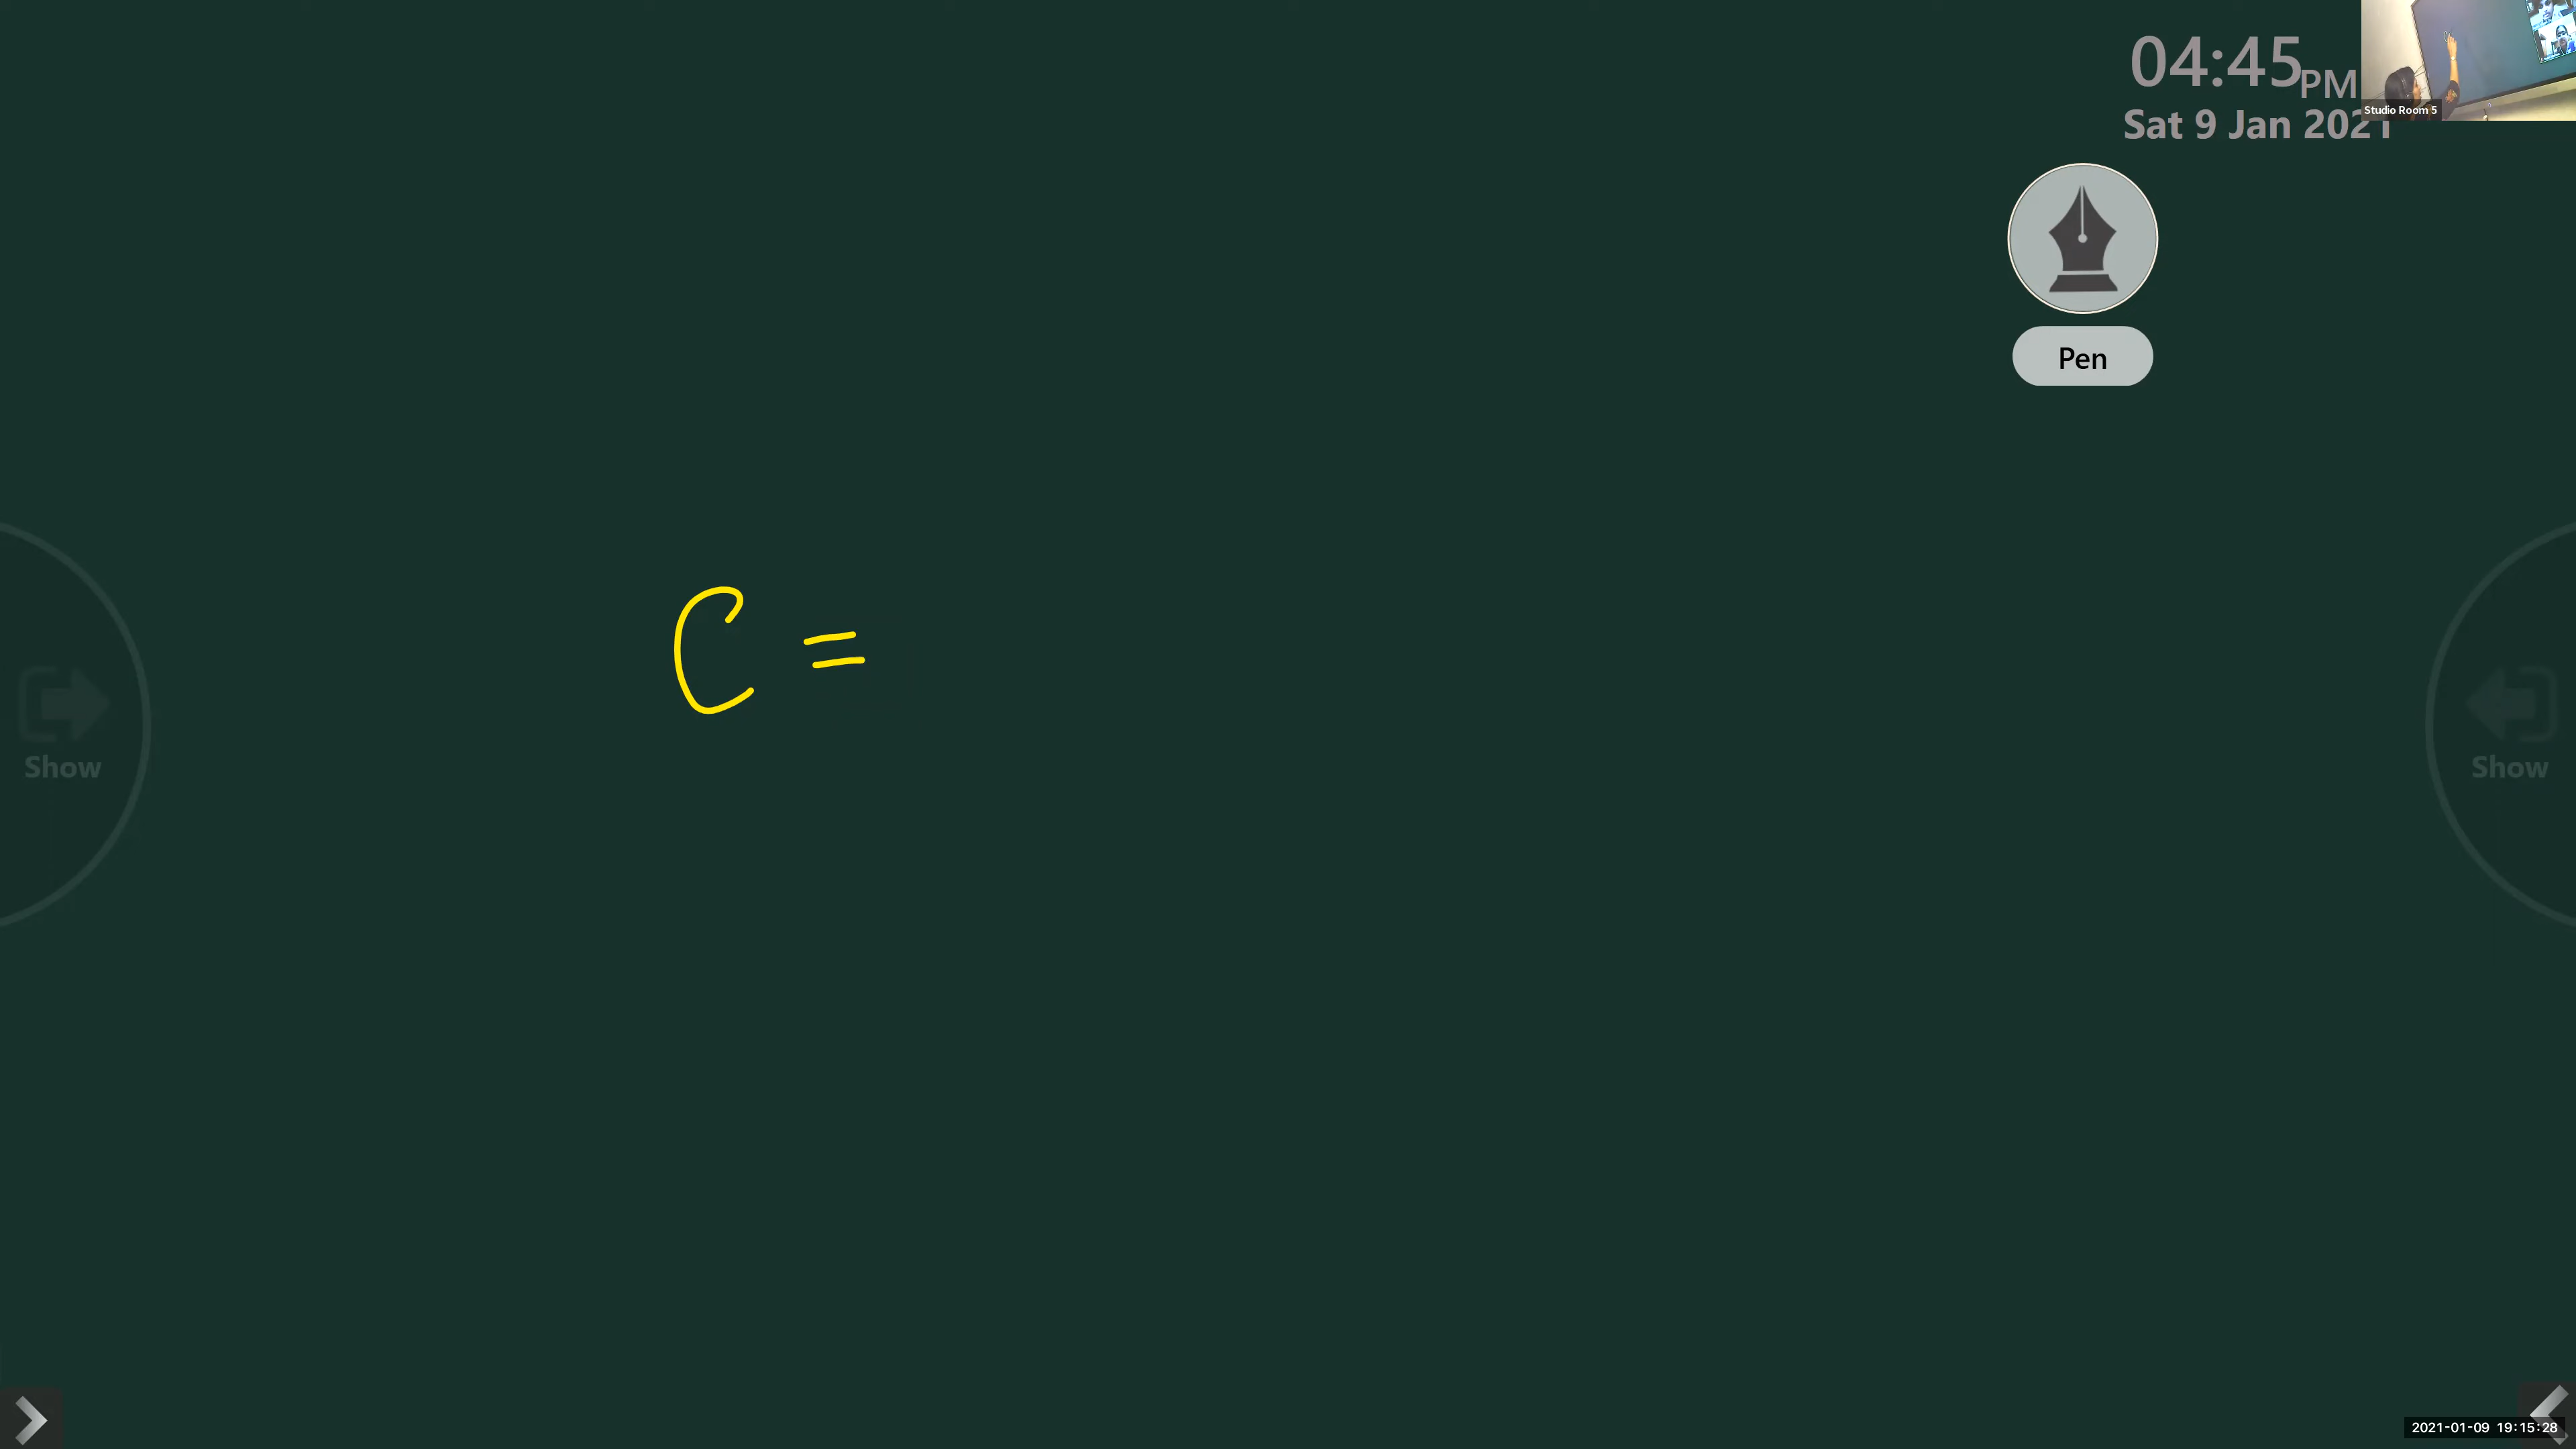 04:45PM
Sat 9 Jan 2021
Studio Room 5
Pen
C =
Show
Show
2021-01-09 19:15:28